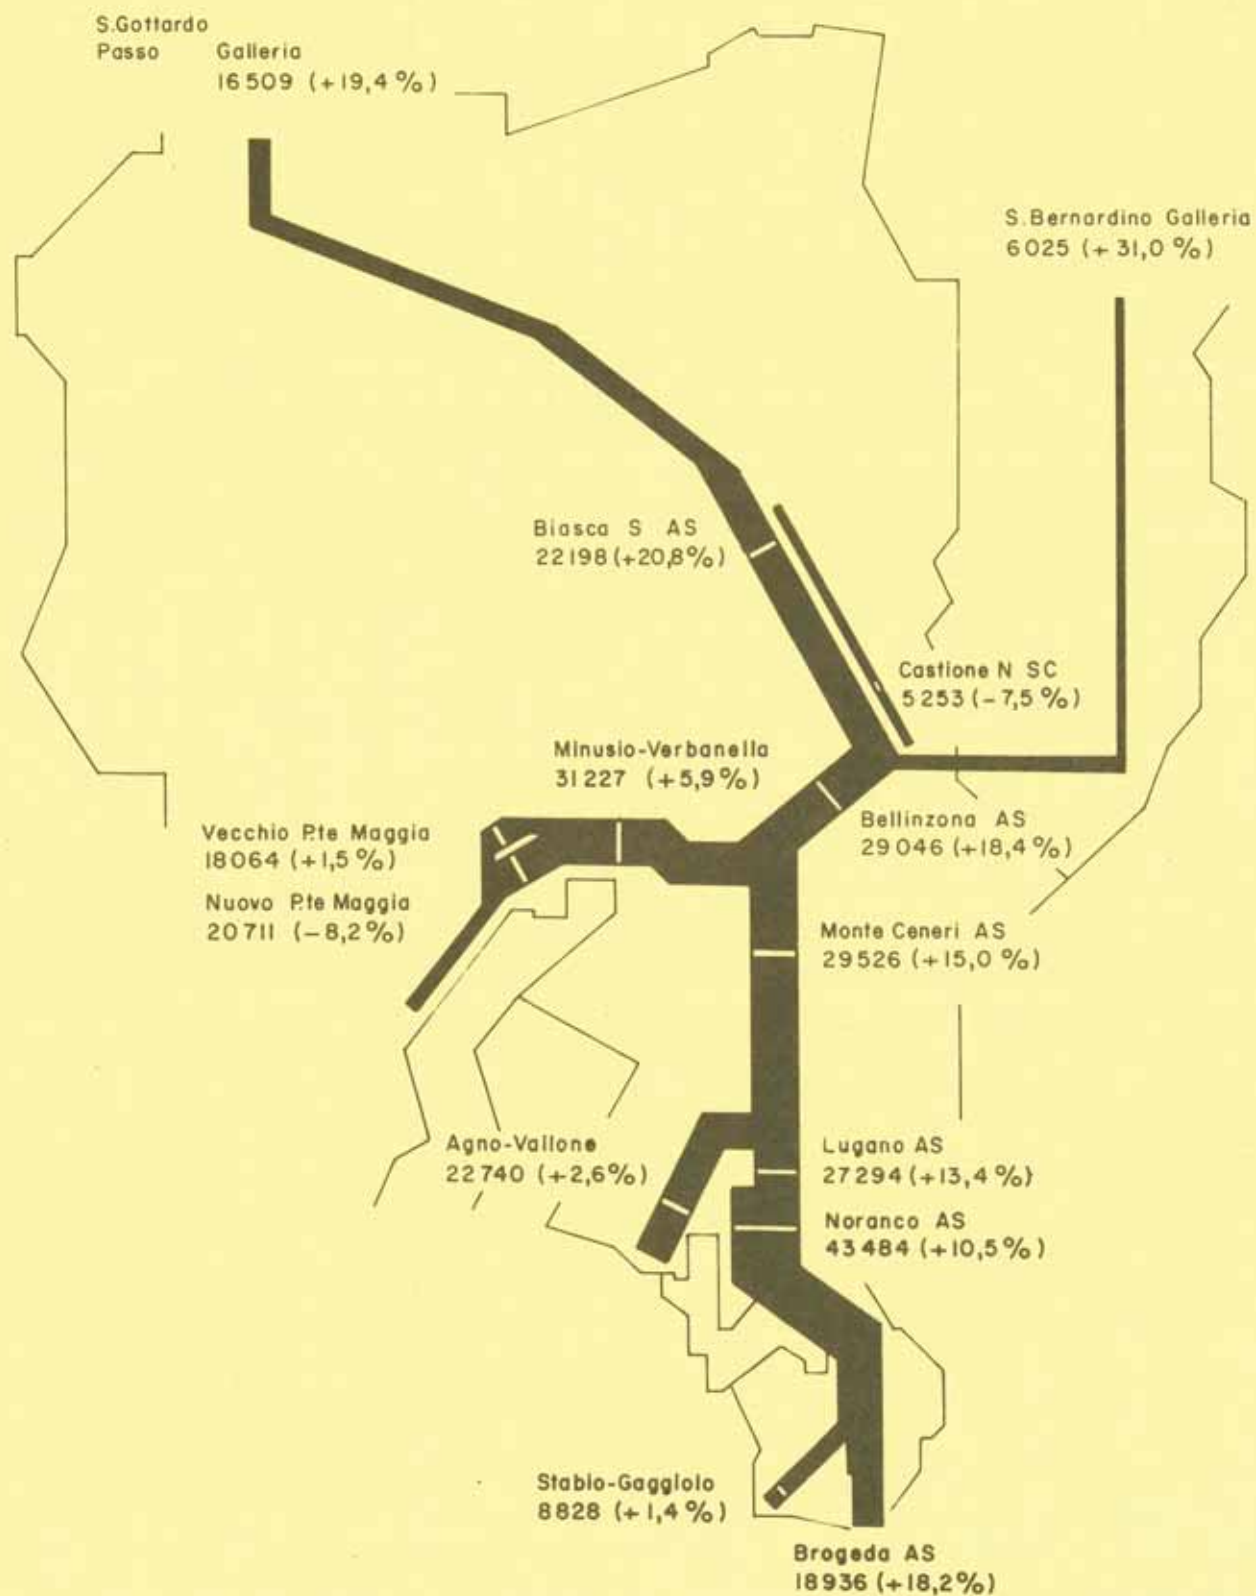 S.Gottardo
Passo Galleria
16509 (+19,4%)
S.Bernardino Galleria
6025 (+31,0%)
Biasca S AS
22198 (+20,8%)
Castione N SC
5253 (-7,5%)
Minusio-Verbanella
31227 (+5,9%)
Bellinzona AS
29046 (+18,4%)
Vecchio P.te Maggia
18064 (+1,5%)
Nuovo P.te Maggia
20711 (-8,2%)
Monte Ceneri AS
29526 (+15,0%)
Agno-Vallone
22740 (+2,6%)
Lugano AS
27294 (+13,4%)
Noranco AS
43484 (+10,5%)
Stabio-Gaggiolo
8828 (+1,4%)
Brogeda AS
18936 (+18,2%)